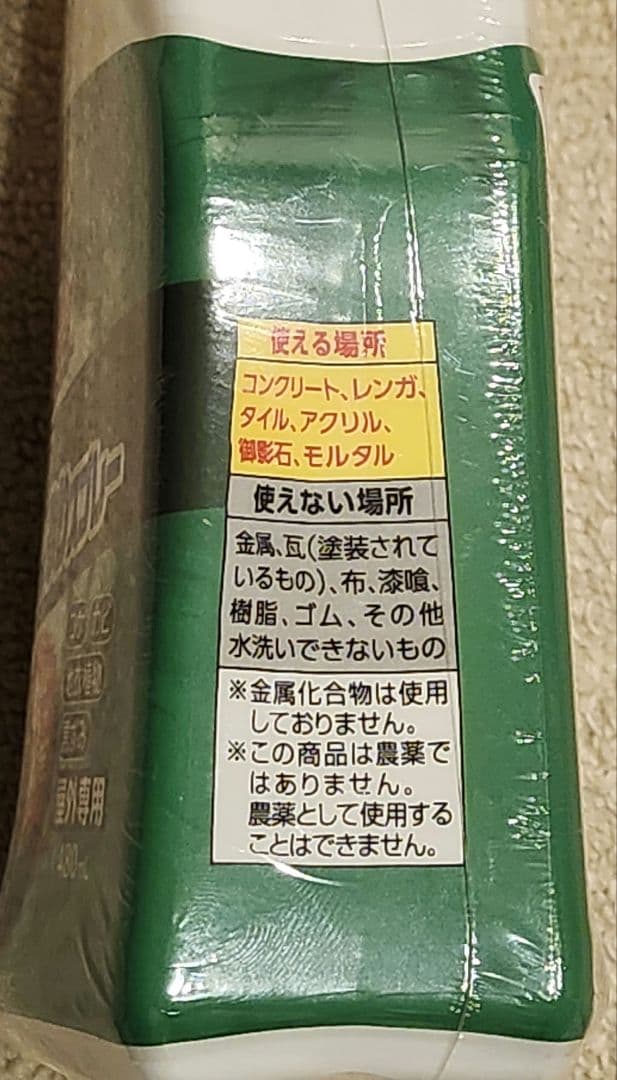 使える場所
コンクリート、レンガ、
タイル、アクリル、
御影石、モルタル
使えない場所
金属、瓦(塗装されて
いるもの)、布、漆喰、
樹脂、ゴム、その他
水洗いできないもの
※金属化合物は使用
しておりません。
※この商品は農薬で
はありません。
農薬として使用する
ことはできません。
屋外専用
480mL